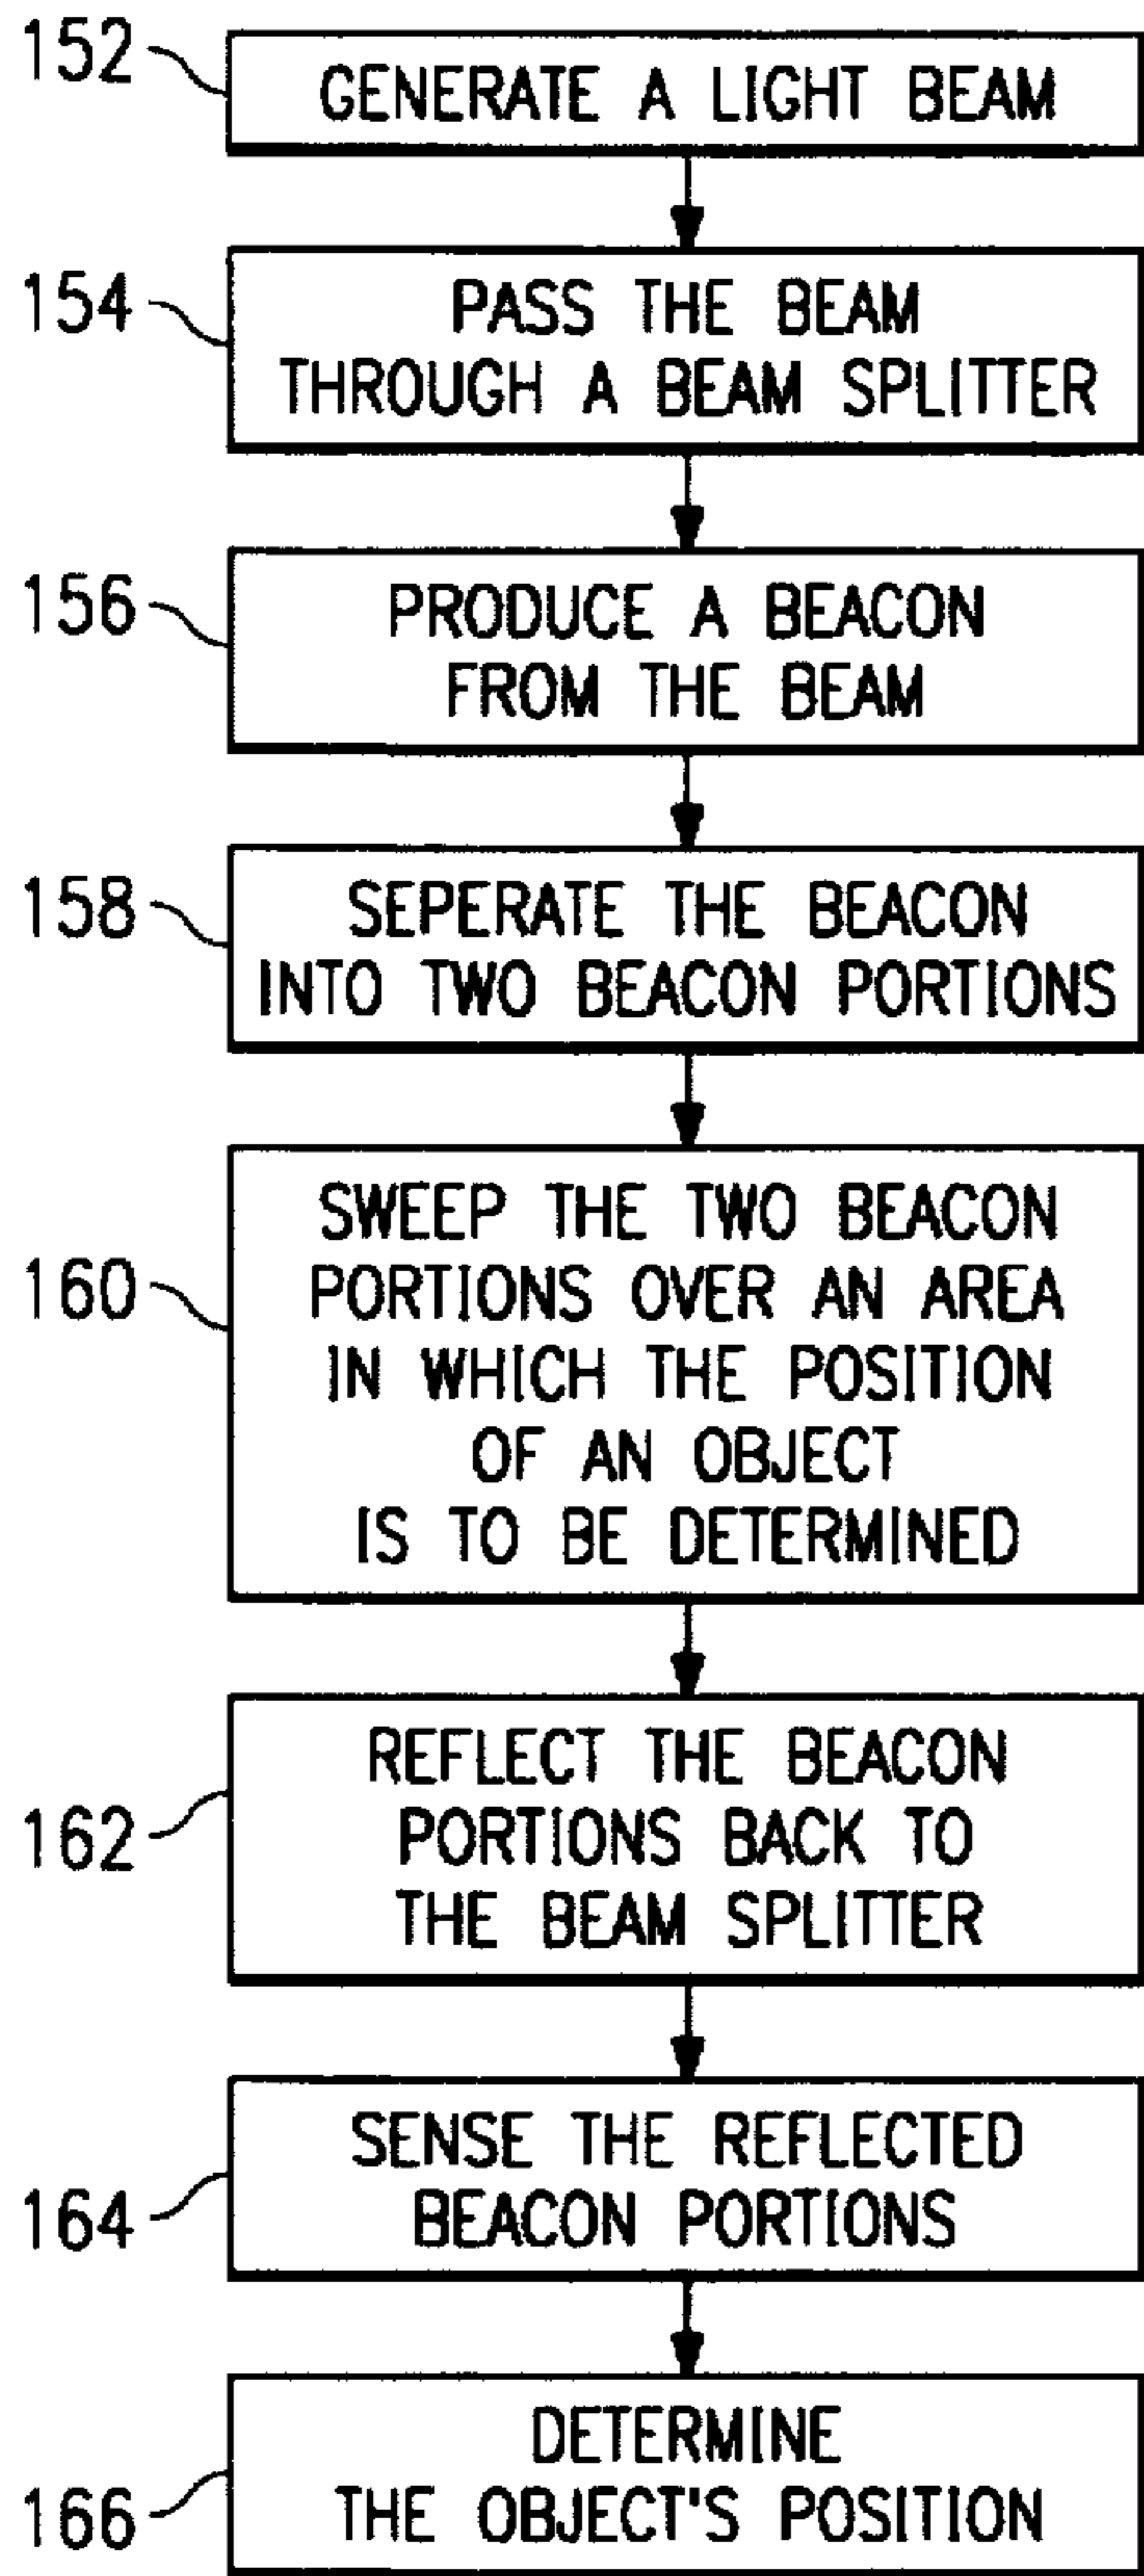 152
GENERATE A LIGHT BEAM
154
PASS THE BEAM
THROUGH A BEAM SPLITTER
156
PRODUCE A BEACON
FROM THE BEAM
158
SEPERATE THE BEACON
INTO TWO BEACON PORTIONS
160
SWEEP THE TWO BEACON
PORTIONS OVER AN AREA
IN WHICH THE POSITION
OF AN OBJECT
IS TO BE DETERMINED
162
REFLECT THE BEACON
PORTIONS BACK TO
THE BEAM SPLITTER
164
SENSE THE REFLECTED
BEACON PORTIONS
166
DETERMINE
THE OBJECT'S POSITION